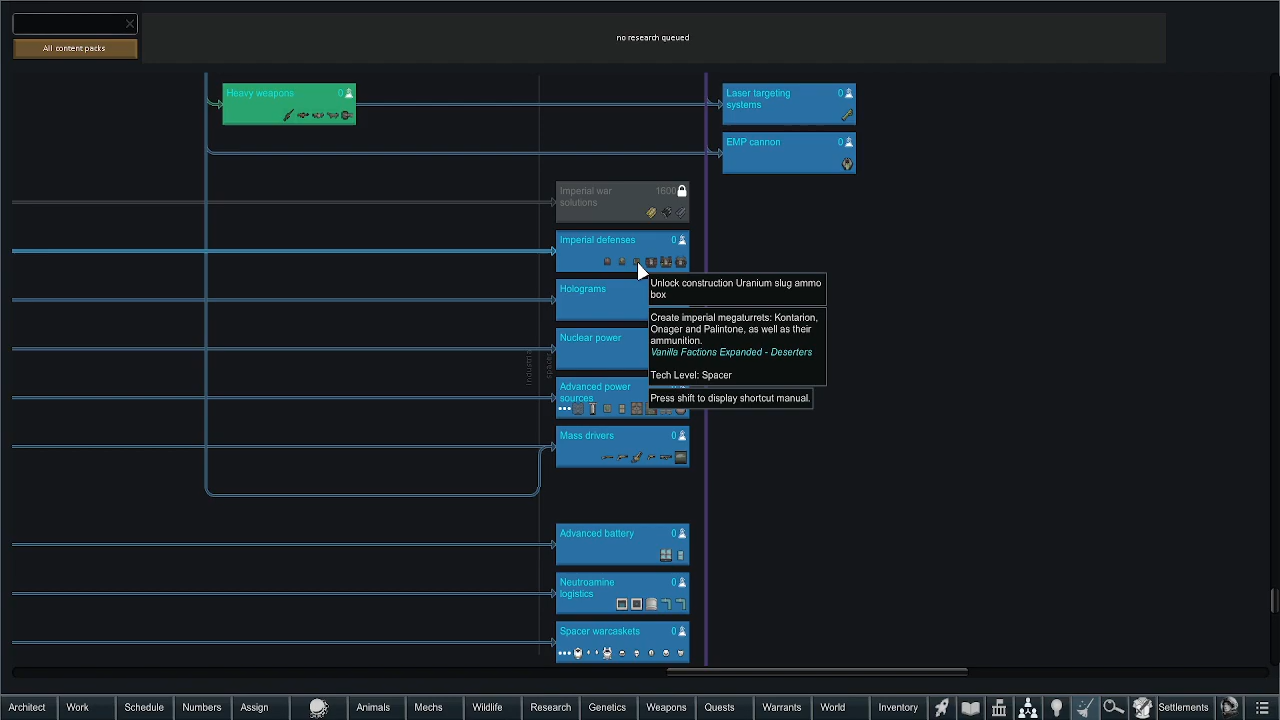 All content packs
no research queued
Heavy weapons 0
Laser targeting systems 0
EMP cannon 0
Imperial war solutions 1600
Imperial defenses 0
Unlock construction Uranium slug ammo
box
Holograms
Create imperial megaturrets: Kontarion,
Onager and Palintone, as well as their
ammunition.
Vanilla Factions Expanded - Deserters
Tech Level: Spacer
Nuclear power
industrial
spacer
Advanced power
sources
Press shift to display shortcut manual.
Mass drivers 0
Advanced battery 0
Neutroamine 0
logistics
Spacer warcaskets 0
Architect Work Schedule Numbers Assign Animals Mechs Wildlife Research Genetics Weapons Quests Warrants World Inventory Settlements